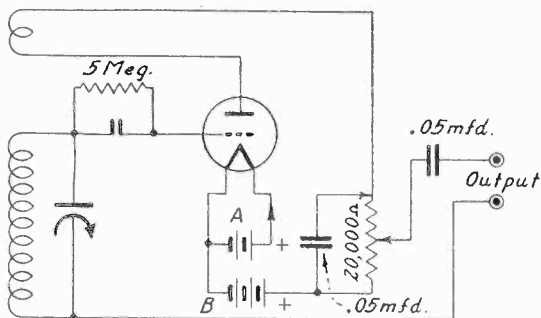 5 Meg.
.05mfd.
Output
A
+
20,000Ω
B
+
.05mfd.